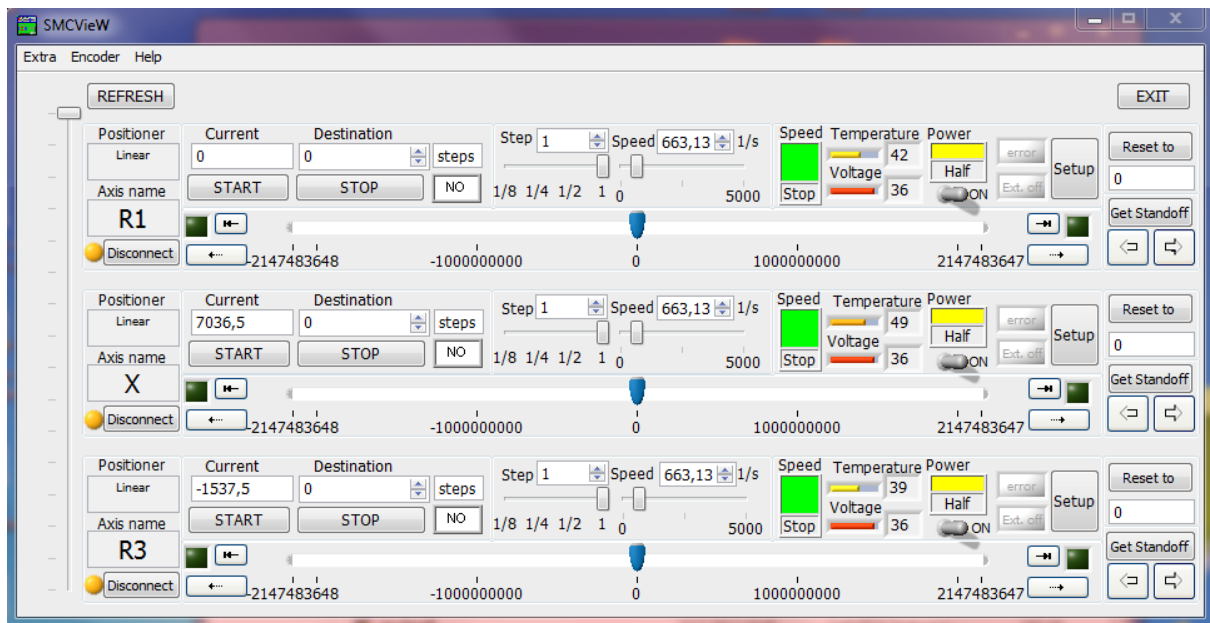 SMCVieW
Extra Encoder Help
REFRESH EXIT
Positioner Current Destination Step 1 Speed 663,13 1/s Speed Temperature Power
Linear 0 0 steps 42 error Reset to
Voltage Half Setup
Axis name START STOP NO 1/8 1/4 1/2 1 0 5000 Stop 36 ON Ext. off 0
R1 Get Standoff
Disconnect -2147483648 -1000000000 0 1000000000 2147483647
Positioner Current Destination Step 1 Speed 663,13 1/s Speed Temperature Power
Linear 7036,5 0 steps 49 error Reset to
Voltage Half Setup
Axis name START STOP NO 1/8 1/4 1/2 1 0 5000 Stop 36 ON Ext. off 0
X Get Standoff
Disconnect -2147483648 -1000000000 0 1000000000 2147483647
Positioner Current Destination Step 1 Speed 663,13 1/s Speed Temperature Power
Linear -1537,5 0 steps 39 error Reset to
Voltage Half Setup
Axis name START STOP NO 1/8 1/4 1/2 1 0 5000 Stop 36 ON Ext. off 0
R3 Get Standoff
Disconnect -2147483648 -1000000000 0 1000000000 2147483647